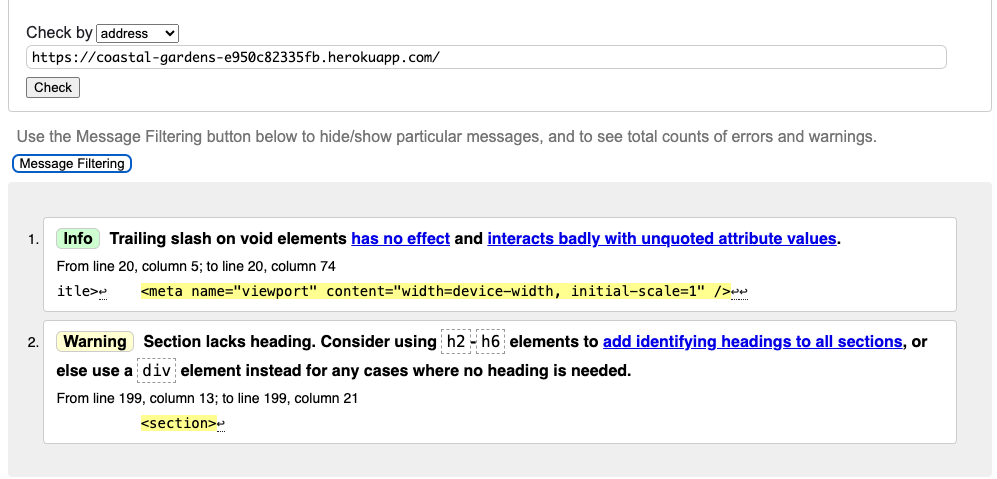 Check by address
https://coastal-gardens-e950c82335fb.herokuapp.com/
Check
Use the Message Filtering button below to hide/show particular messages, and to see total counts of errors and warnings.
Message Filtering
1. Info Trailing slash on void elements has no effect and interacts badly with unquoted attribute values.
From line 20, column 5; to line 20, column 74
itle>↩ <meta name="viewport" content="width=device-width, initial-scale=1" />↩↩
2. Warning Section lacks heading. Consider using h2-h6 elements to add identifying headings to all sections, or
else use a div element instead for any cases where no heading is needed.
From line 199, column 13; to line 199, column 21
<section>↩